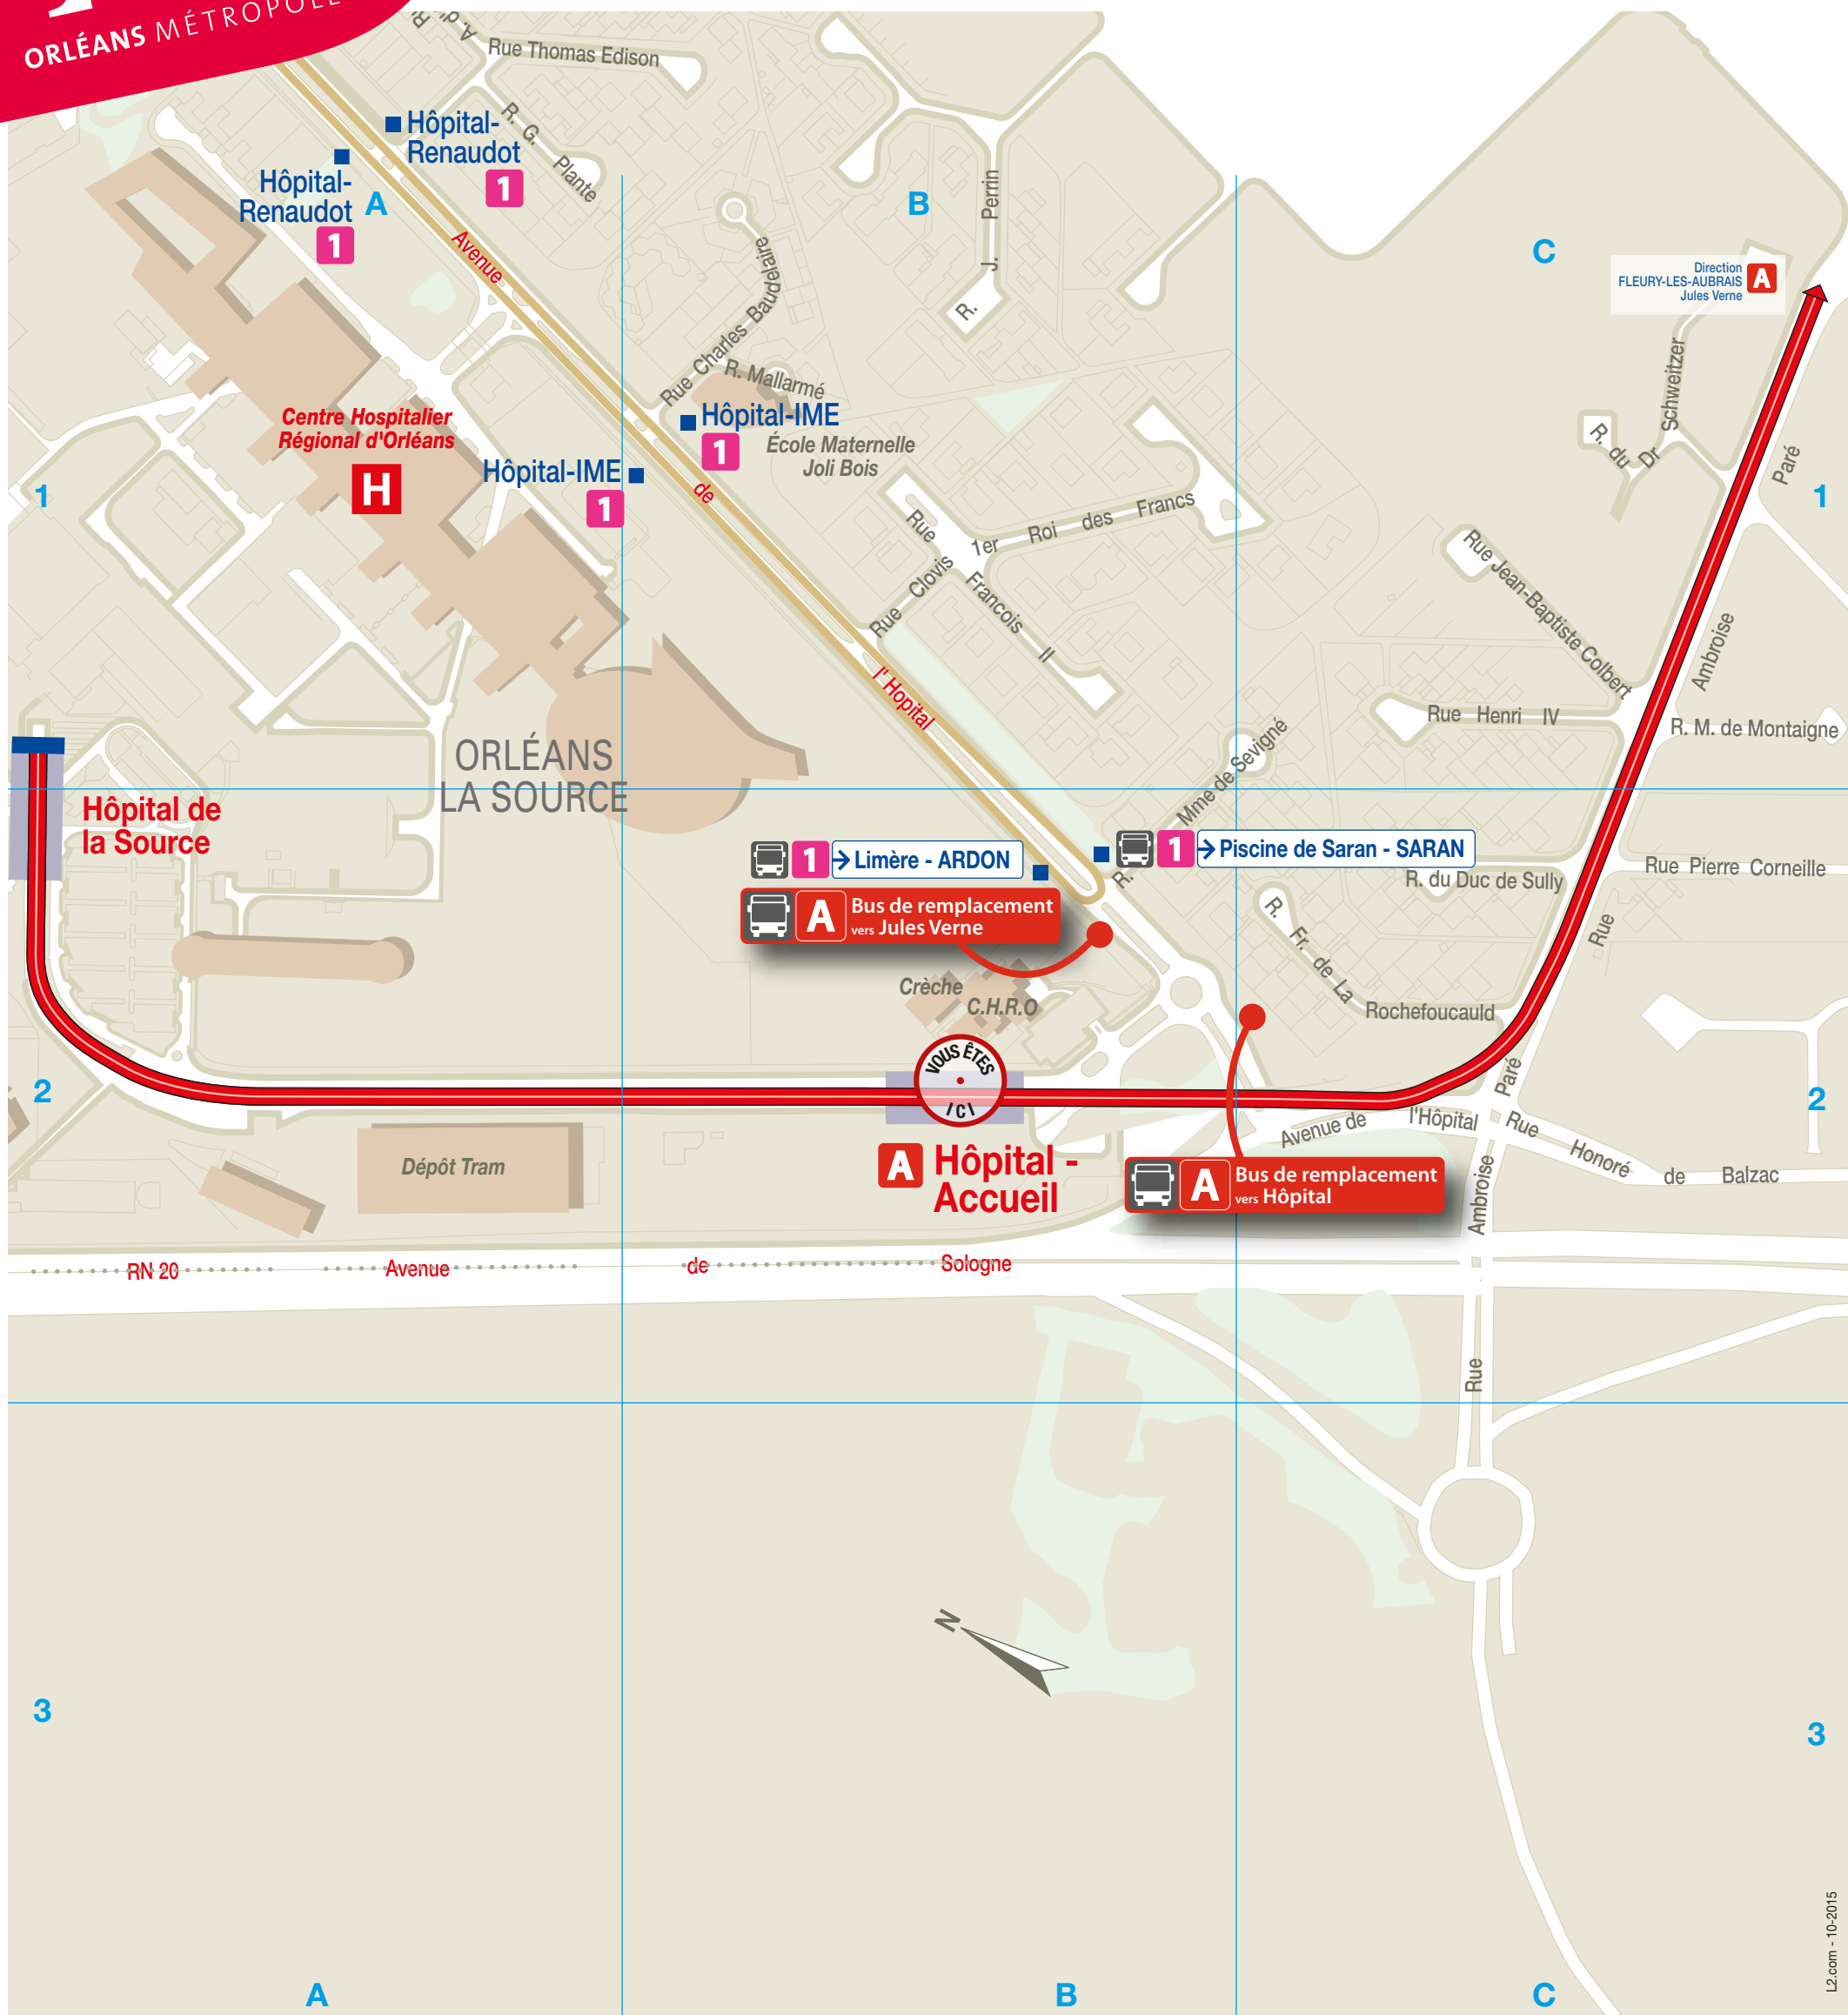 ORLÉANS MÉTROPOLE
Rue Thomas Edison
R. G. Plante
Hôpital-
Renaudot
1
Hôpital-
Renaudot
1
A
B
C
R. J. Perrin
Avenue de l' Hopital
Rue Charles Baudelaire
R. Mallarmé
Direction
FLEURY-LES-AUBRAIS
Jules Verne
A
R. du Dr Schweitzer
Centre Hospitalier
Régional d'Orléans
H
Hôpital-IME
1
Hôpital-IME
1
École Maternelle
Joli Bois
1
1
Rue Clovis 1er Roi des Francs
Rue Francois II
Rue Jean-Baptiste Colbert
Rue Ambroise Paré
Rue Henri IV
R. M. de Montaigne
R. Mme de Sevigné
ORLÉANS
LA SOURCE
Hôpital de
la Source
1
Limère - ARDON
1
Piscine de Saran - SARAN
R. du Duc de Sully
Rue Pierre Corneille
A
Bus de remplacement
vers Jules Verne
R. Fr. de La Rochefoucauld
Crèche
C.H.R.O
VOUS ÊTES
ICI
2
2
A
Hôpital -
Accueil
Dépôt Tram
Avenue de l'Hôpital
Rue Honoré de Balzac
A
Bus de remplacement
vers Hôpital
Rue Ambroise Paré
RN 20 Avenue de Sologne
N
3
3
A
B
C
L2.com - 10-2015